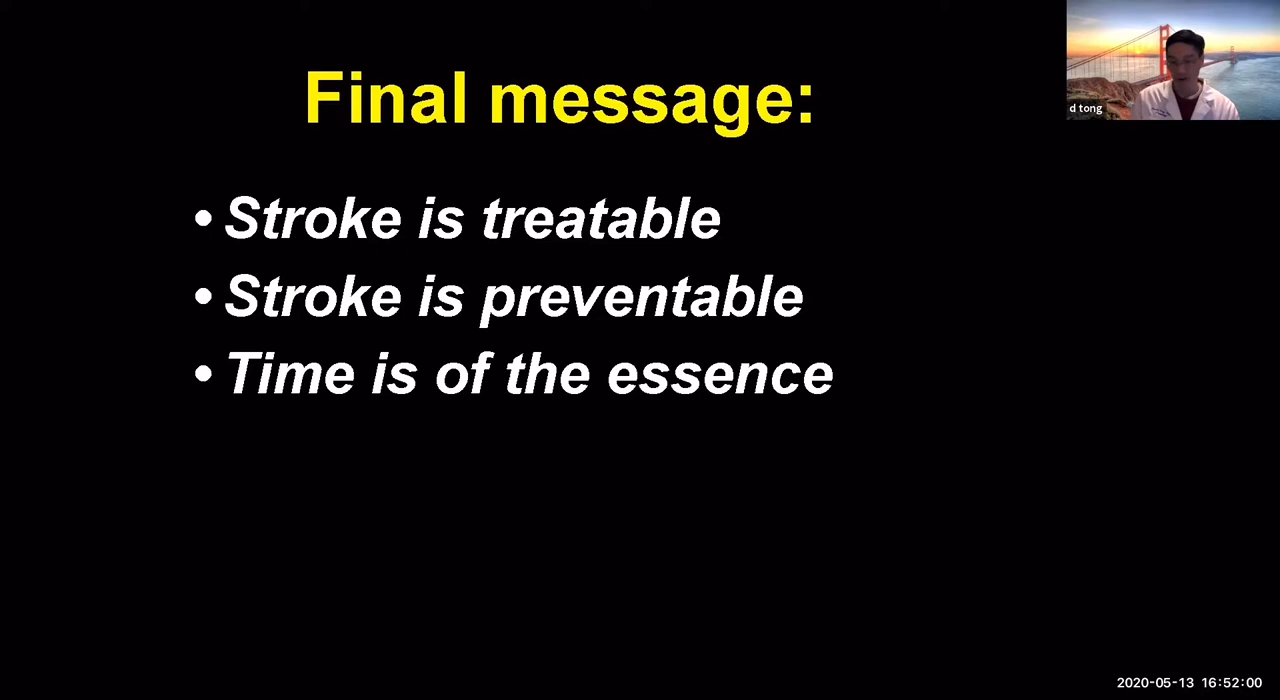 Final message:
d tong
• Stroke is treatable
• Stroke is preventable
• Time is of the essence
2020-05-13 16:52:00